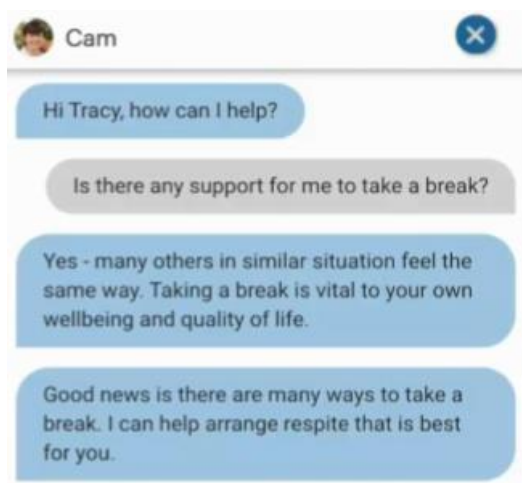 Cam
Hi Tracy, how can I help?
Is there any support for me to take a break?
Yes - many others in similar situation feel the
same way. Taking a break is vital to your own
wellbeing and quality of life.
Good news is there are many ways to take a
break. I can help arrange respite that is best
for you.